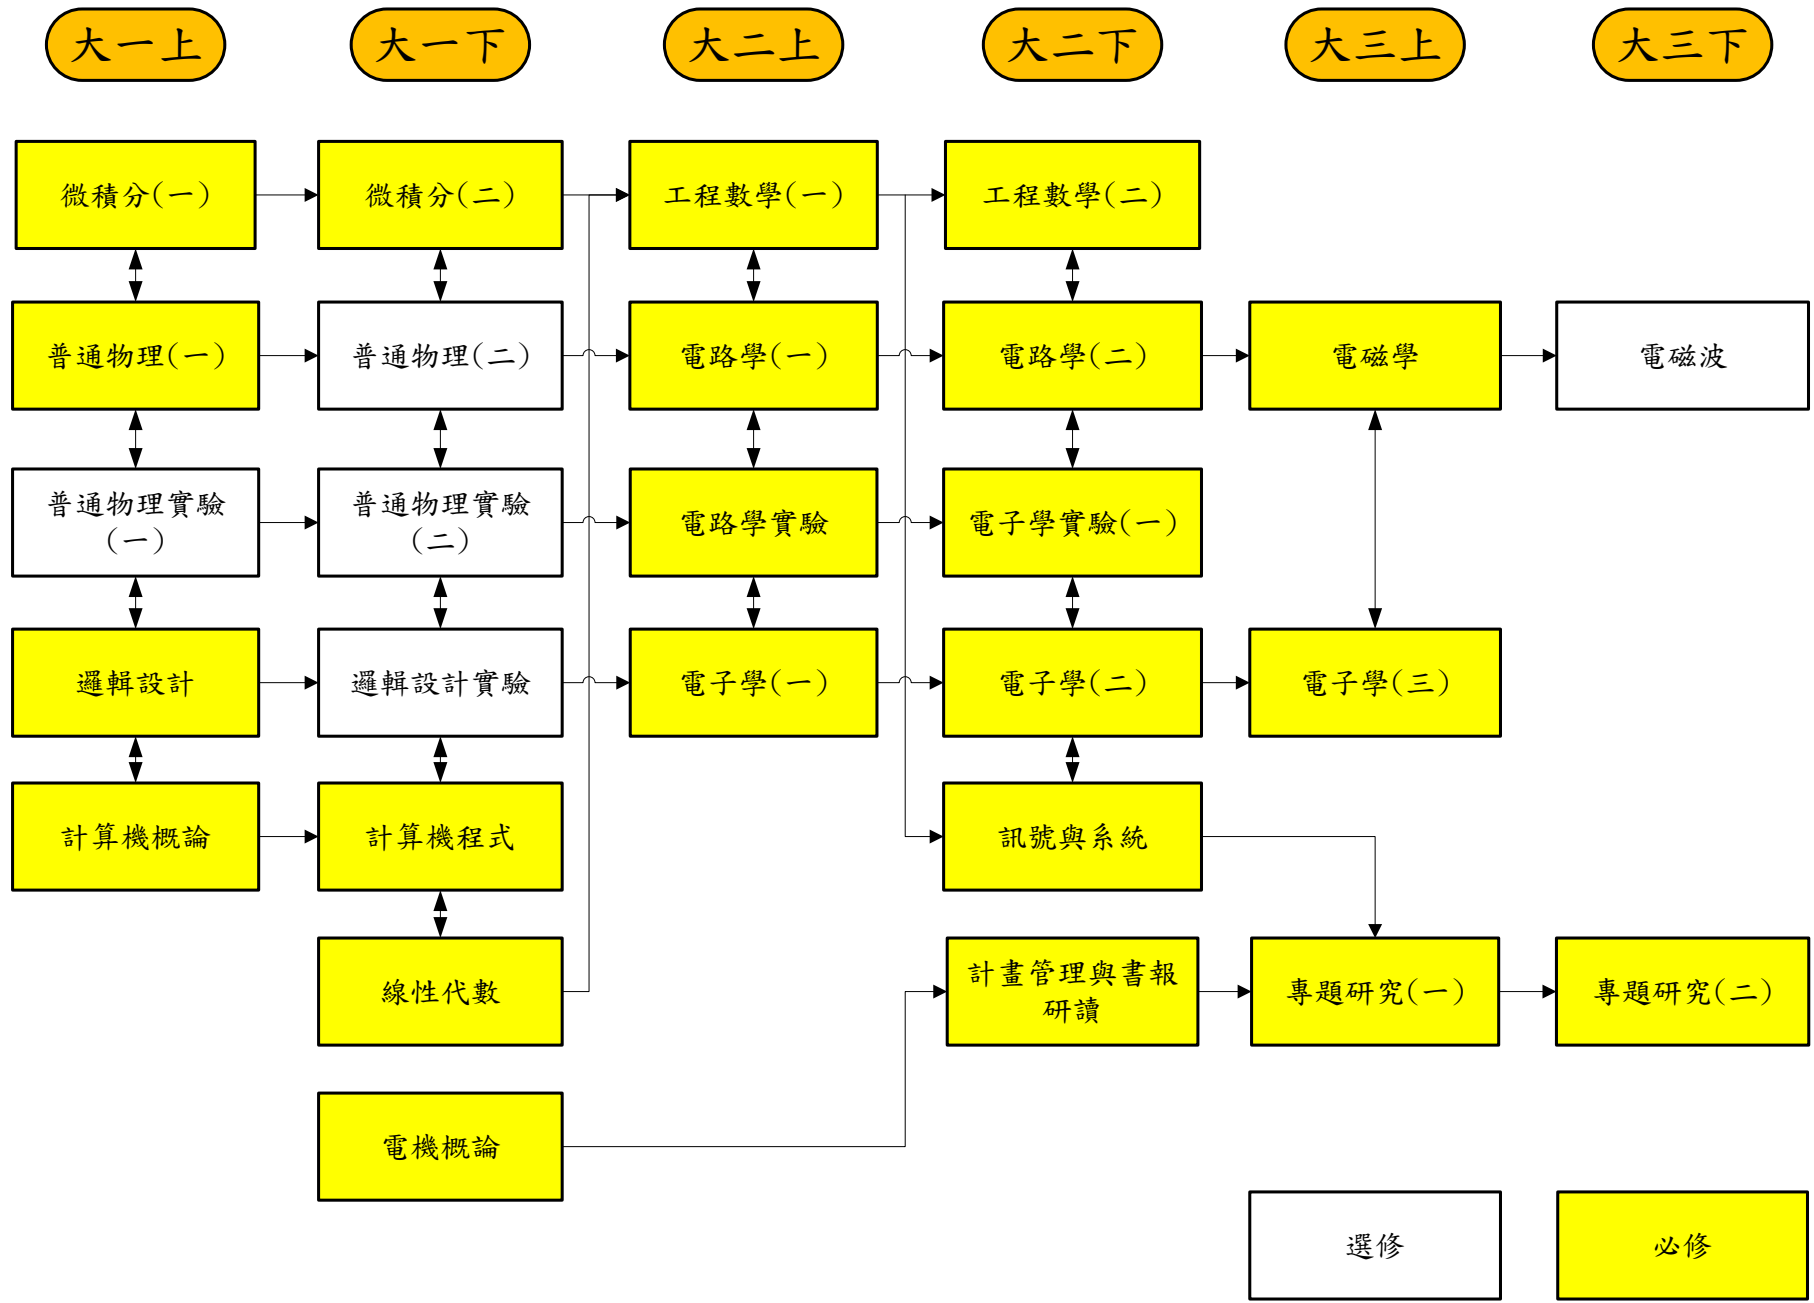 大一上
大一下
大二上
大二下
大三上
大三下
微積分(一)
微積分(二)
工程數學(一)
工程數學(二)
普通物理(一)
普通物理(二)
電路學(一)
電路學(二)
電磁學
電磁波
普通物理實驗
(一)
普通物理實驗
(二)
電路學實驗
電子學實驗(一)
邏輯設計
邏輯設計實驗
電子學(一)
電子學(二)
電子學(三)
計算機概論
計算機程式
訊號與系統
線性代數
計畫管理與書報
研讀
專題研究(一)
專題研究(二)
電機概論
選修
必修